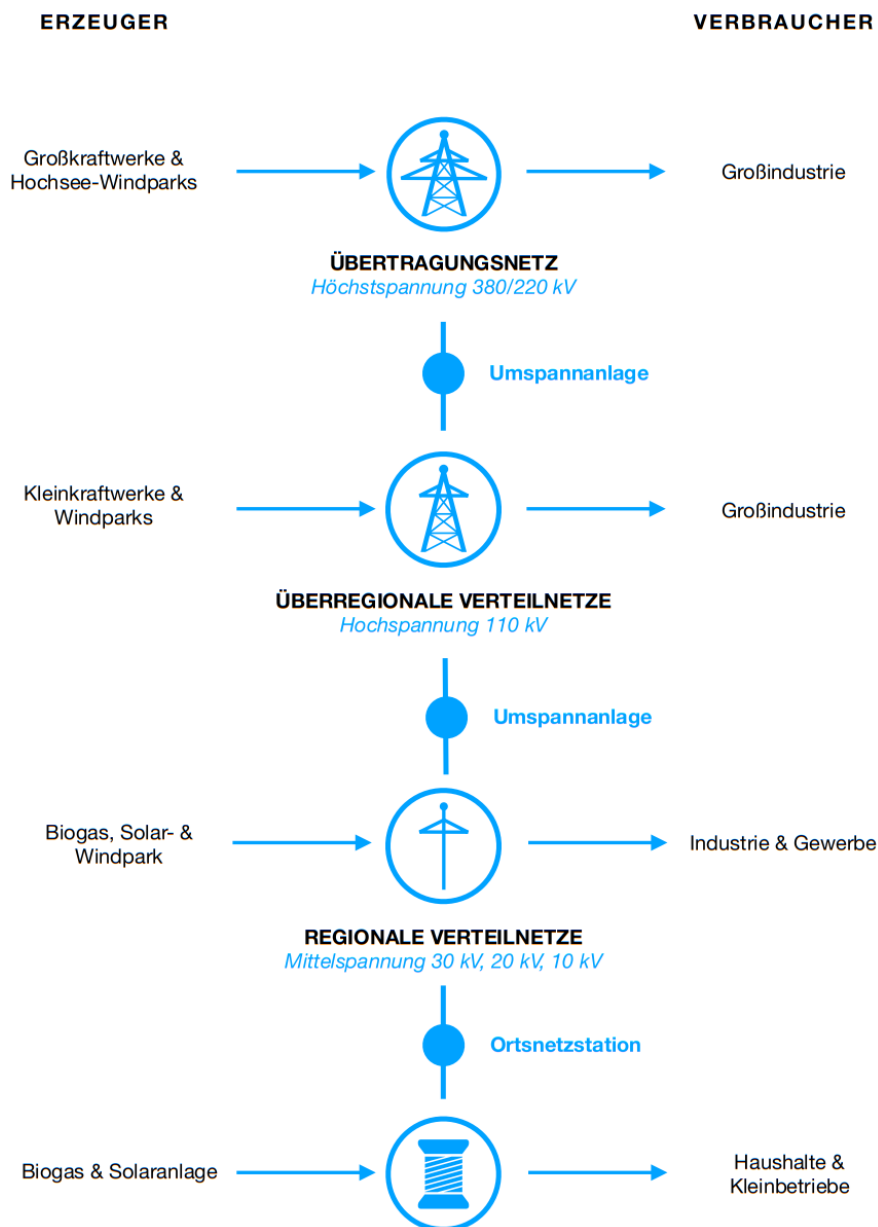 ERZEUGER
VERBRAUCHER
Großkraftwerke &
Hochsee-Windparks
Großindustrie
ÜBERTRAGUNGSNETZ
Höchstspannung 380/220 kV
Umspannanlage
Kleinkraftwerke &
Windparks
Großindustrie
ÜBERREGIONALE VERTEILNETZE
Hochspannung 110 kV
Umspannanlage
Biogas, Solar- &
Windpark
Industrie & Gewerbe
REGIONALE VERTEILNETZE
Mittelspannung 30 kV, 20 kV, 10 kV
Ortsnetzstation
Biogas & Solaranlage
Haushalte &
Kleinbetriebe